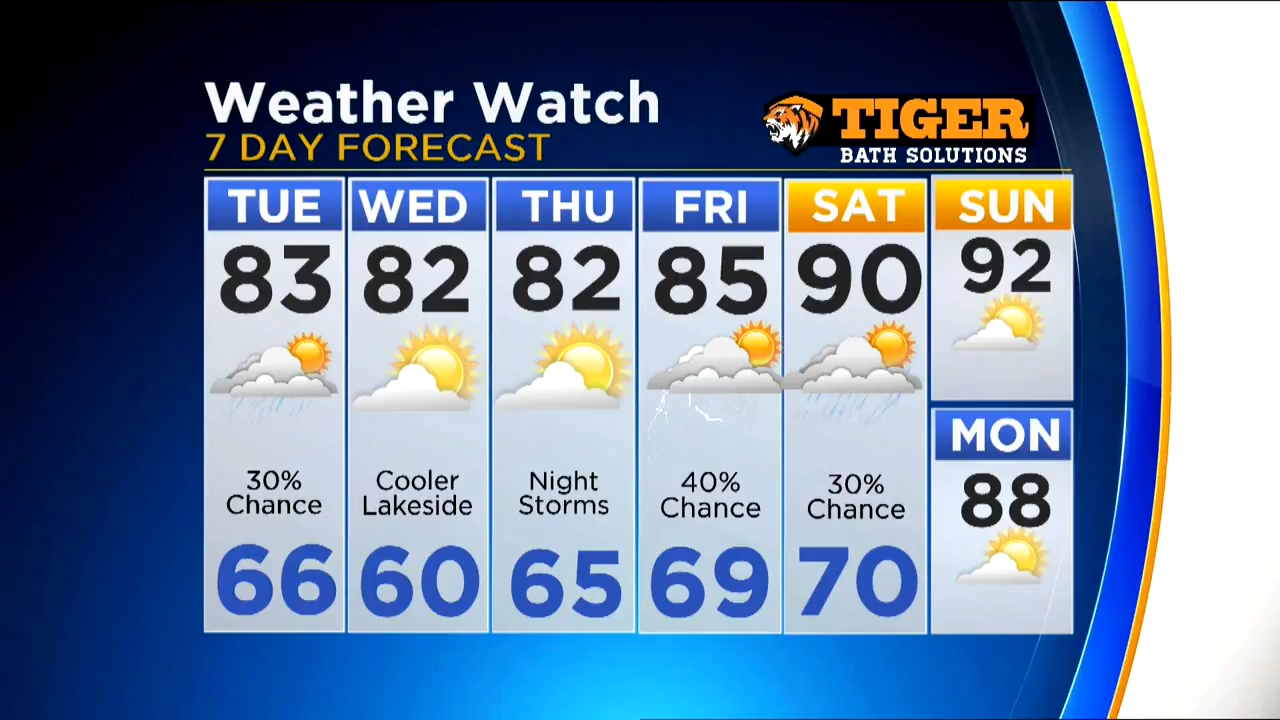 Weather Watch
7 DAY FORECAST
TIGER
BATH SOLUTIONS
TUE
83
30%
Chance
66
WED
82
Cooler
Lakeside
60
THU
82
Night
Storms
65
FRI
85
40%
Chance
69
SAT
90
30%
Chance
70
SUN
92
MON
88